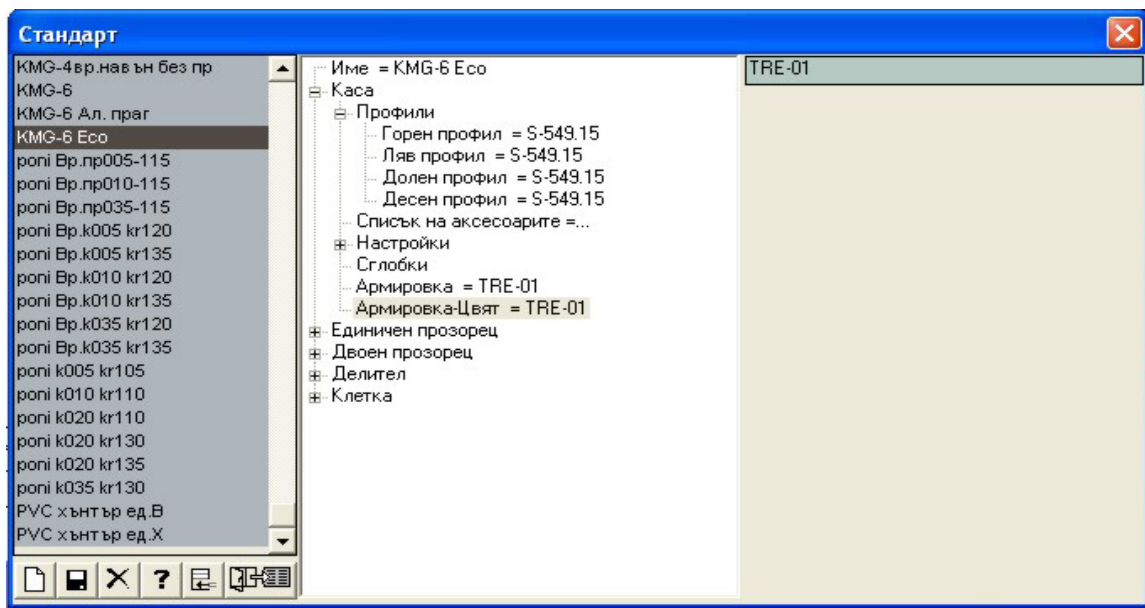 Стандарт
KMG-4вр.навън без пр
KMG-6
KMG-6 Ал. праг
KMG-6 Eco
poni Вр.пр005-115
poni Вр.пр010-115
poni Вр.пр035-115
poni Вр.k005 kr120
poni Вр.k005 kr135
poni Вр.k010 kr120
poni Вр.k010 kr135
poni Вр.k035 kr120
poni Вр.k035 kr135
poni k005 kr105
poni k010 kr110
poni k020 kr110
poni k020 kr130
poni k020 kr135
poni k035 kr130
PVC хънтър ед.В
PVC хънтър ед.Х
Име = KMG-6 Eco
Каса
Профили
Горен профил = S-549.15
Ляв профил = S-549.15
Долен профил = S-549.15
Десен профил = S-549.15
Списък на аксесоарите =...
Настройки
Сглобки
Армировка = TRE-01
Армировка-Цвят = TRE-01
Единичен прозорец
Двоен прозорец
Делител
Клетка
TRE-01